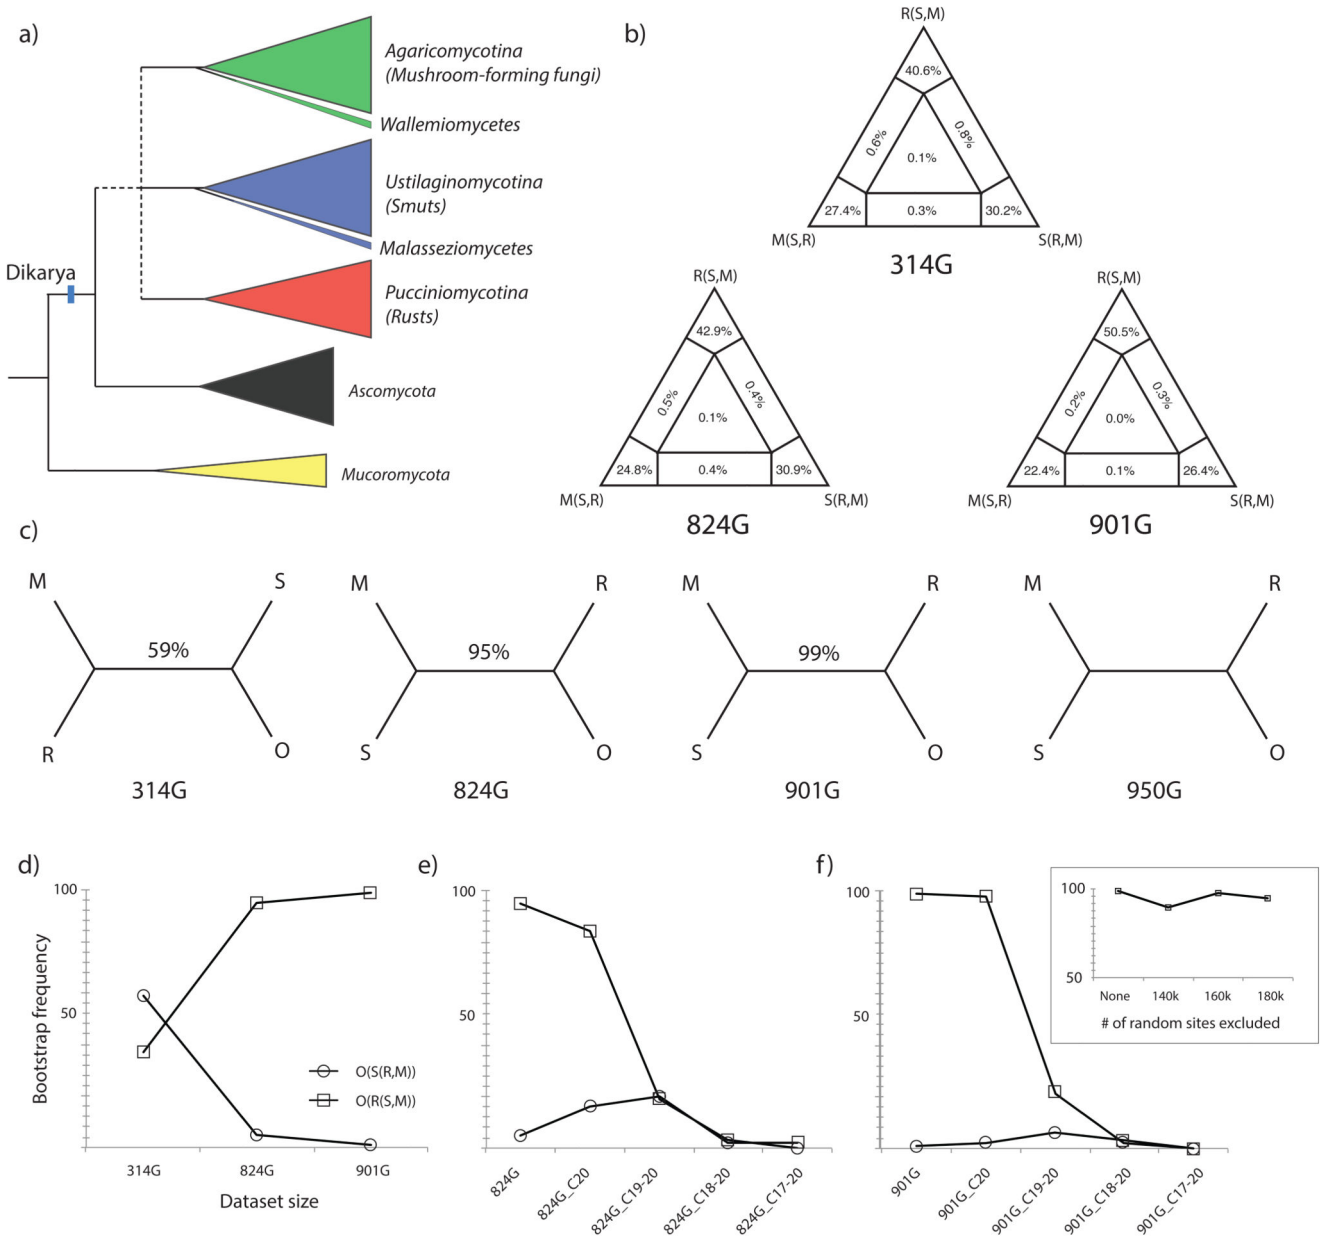 a)
Agaricomycotina
(Mushroom-forming fungi)
Wallemiomycetes
Ustilaginomycotina
(Smuts)
Malasseziomycetes
Dikarya
Pucciniomycotina
(Rusts)
Ascomycota
Mucoromycota
b)
R(S,M)
40.6%
0.6%
0.8%
0.1%
27.4%
0.3%
30.2%
M(S,R)
S(R,M)
314G
R(S,M)
42.9%
0.5%
0.4%
0.1%
24.8%
0.4%
30.9%
M(S,R)
S(R,M)
824G
R(S,M)
50.5%
0.2%
0.3%
0.0%
22.4%
0.1%
26.4%
M(S,R)
S(R,M)
901G
c)
M
S
59%
R
O
314G
M
R
95%
S
O
824G
M
R
99%
S
O
901G
M
R
S
O
950G
d)
100
50
Bootstrap frequency
O(S(R,M))
O(R(S,M))
314G
824G
901G
Dataset size
e)
100
50
824G
824G_C20
824G_C19-20
824G_C18-20
824G_C17-20
f)
100
50
901G
901G_C20
901G_C19-20
901G_C18-20
901G_C17-20
100
50
None
140k
160k
180k
# of random sites excluded